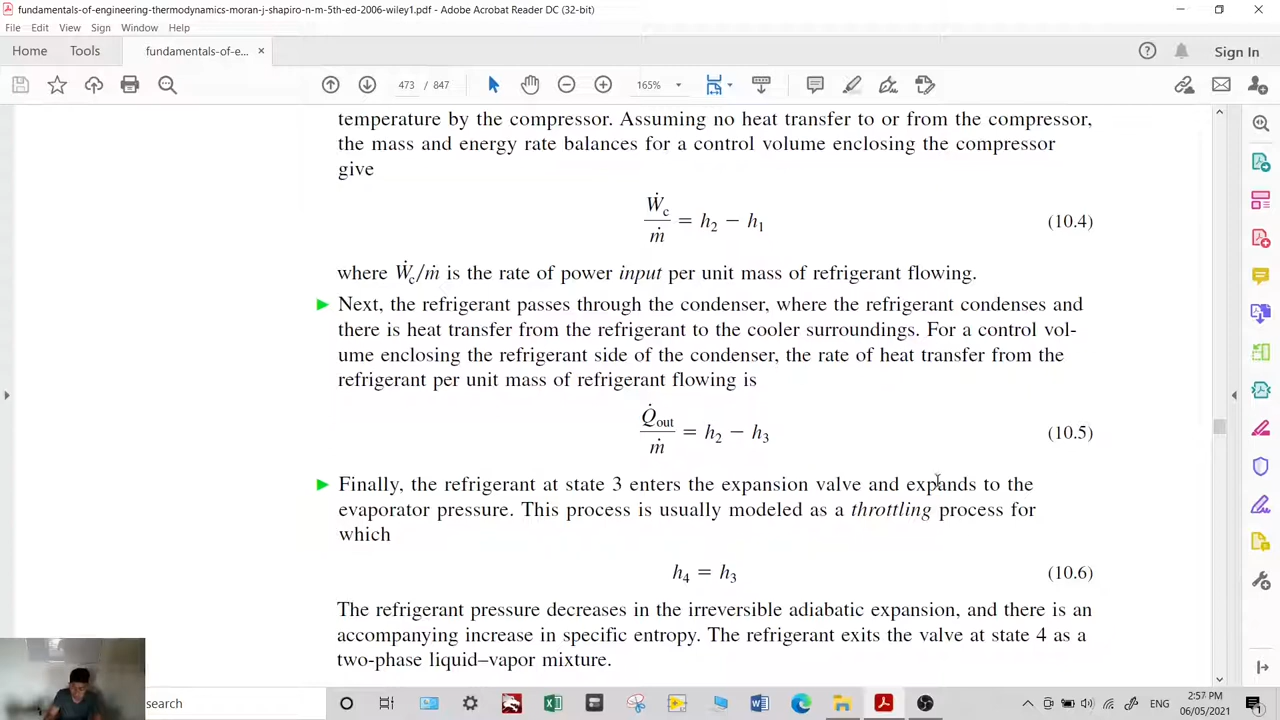 fundamentals-of-engineering-thermodynamics-moran-j-shapiro-n-m-5th-ed-2006-wiley1.pdf - Adobe Acrobat Reader DC (32-bit)
File Edit View Sign Window Help
Home Tools fundamentals-of-e... × Sign In
473 / 847 165%
temperature by the compressor. Assuming no heat transfer to or from the compressor,
the mass and energy rate balances for a control volume enclosing the compressor
give
Ẇc/ṁ = h2 − h1 (10.4)
where Ẇc/ṁ is the rate of power input per unit mass of refrigerant flowing.
Next, the refrigerant passes through the condenser, where the refrigerant condenses and
there is heat transfer from the refrigerant to the cooler surroundings. For a control vol-
ume enclosing the refrigerant side of the condenser, the rate of heat transfer from the
refrigerant per unit mass of refrigerant flowing is
Q̇out/ṁ = h2 − h3 (10.5)
Finally, the refrigerant at state 3 enters the expansion valve and expands to the
evaporator pressure. This process is usually modeled as a throttling process for
which
h4 = h3 (10.6)
The refrigerant pressure decreases in the irreversible adiabatic expansion, and there is an
accompanying increase in specific entropy. The refrigerant exits the valve at state 4 as a
two-phase liquid–vapor mixture.
search
ENG
2:57 PM
06/05/2021